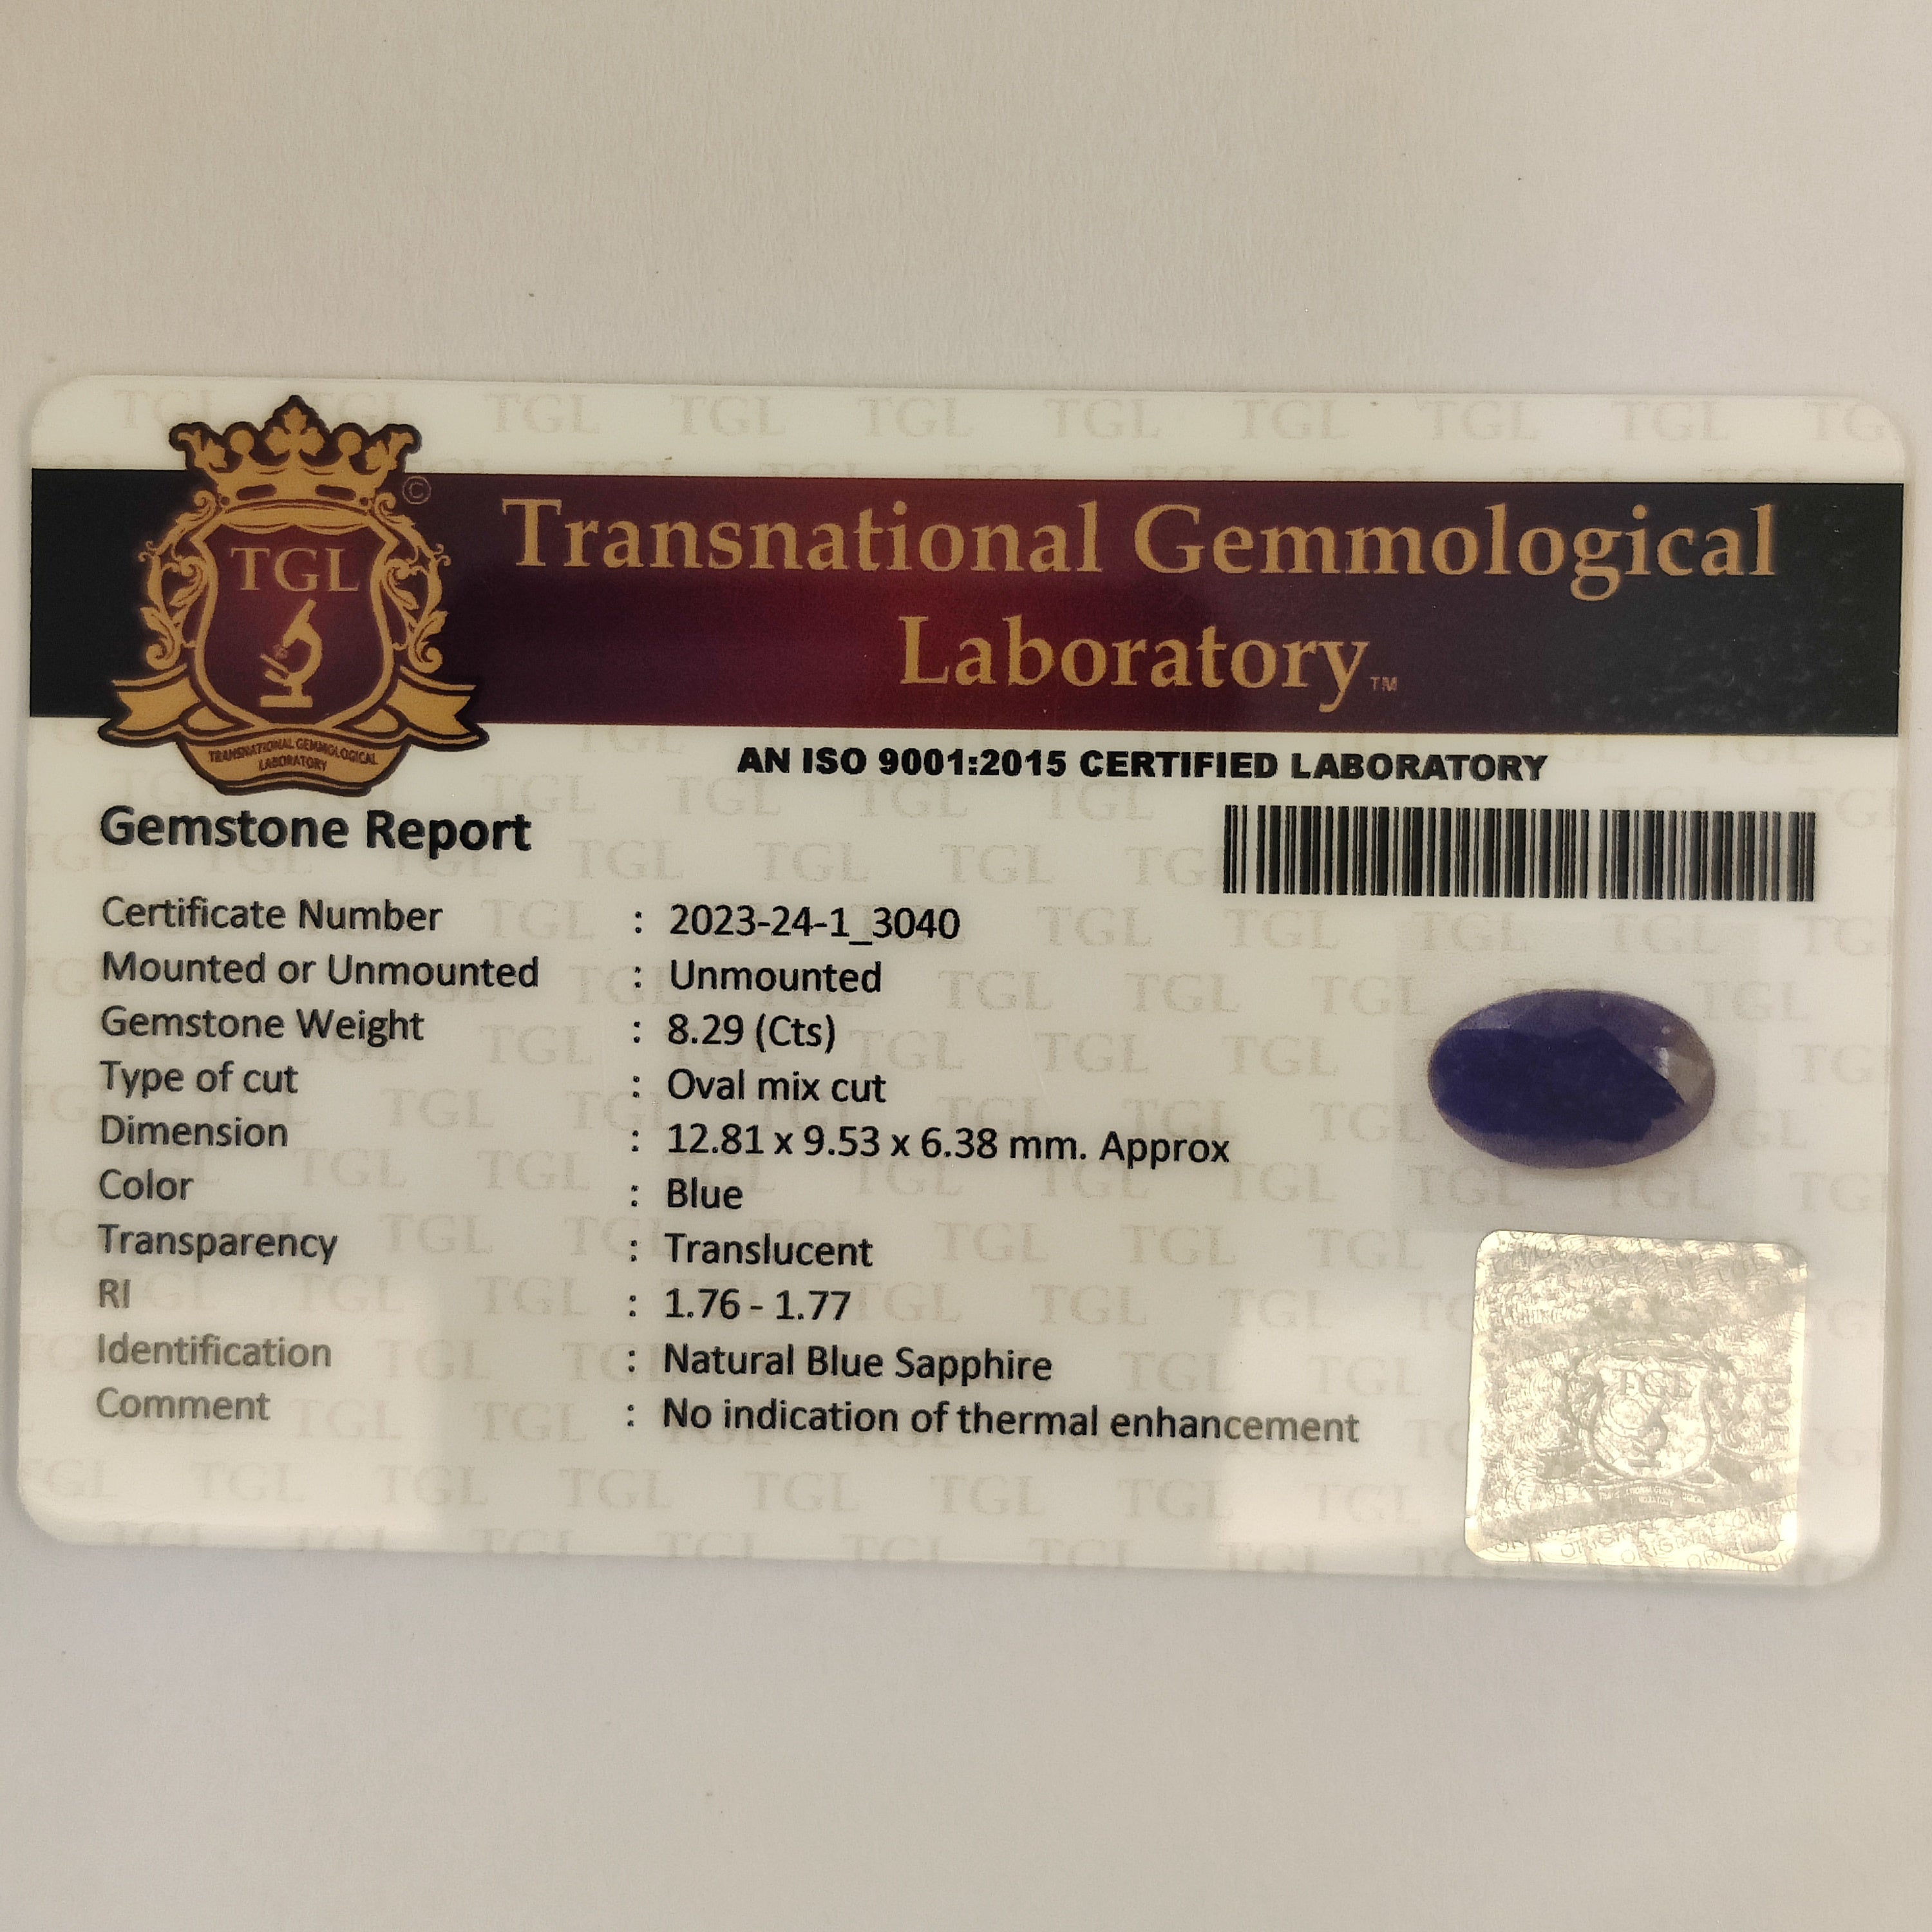 TGL
©
TRANSNATIONAL GEMMOLOGICAL
LABORATORY
Transnational Gemmological
Laboratory™
AN ISO 9001:2015 CERTIFIED LABORATORY
Gemstone Report
Certificate Number : 2023-24-1_3040
Mounted or Unmounted : Unmounted
Gemstone Weight : 8.29 (Cts)
Type of cut : Oval mix cut
Dimension : 12.81 x 9.53 x 6.38 mm. Approx
Color : Blue
Transparency : Translucent
RI : 1.76 - 1.77
Identification : Natural Blue Sapphire
Comment : No indication of thermal enhancement
TGL